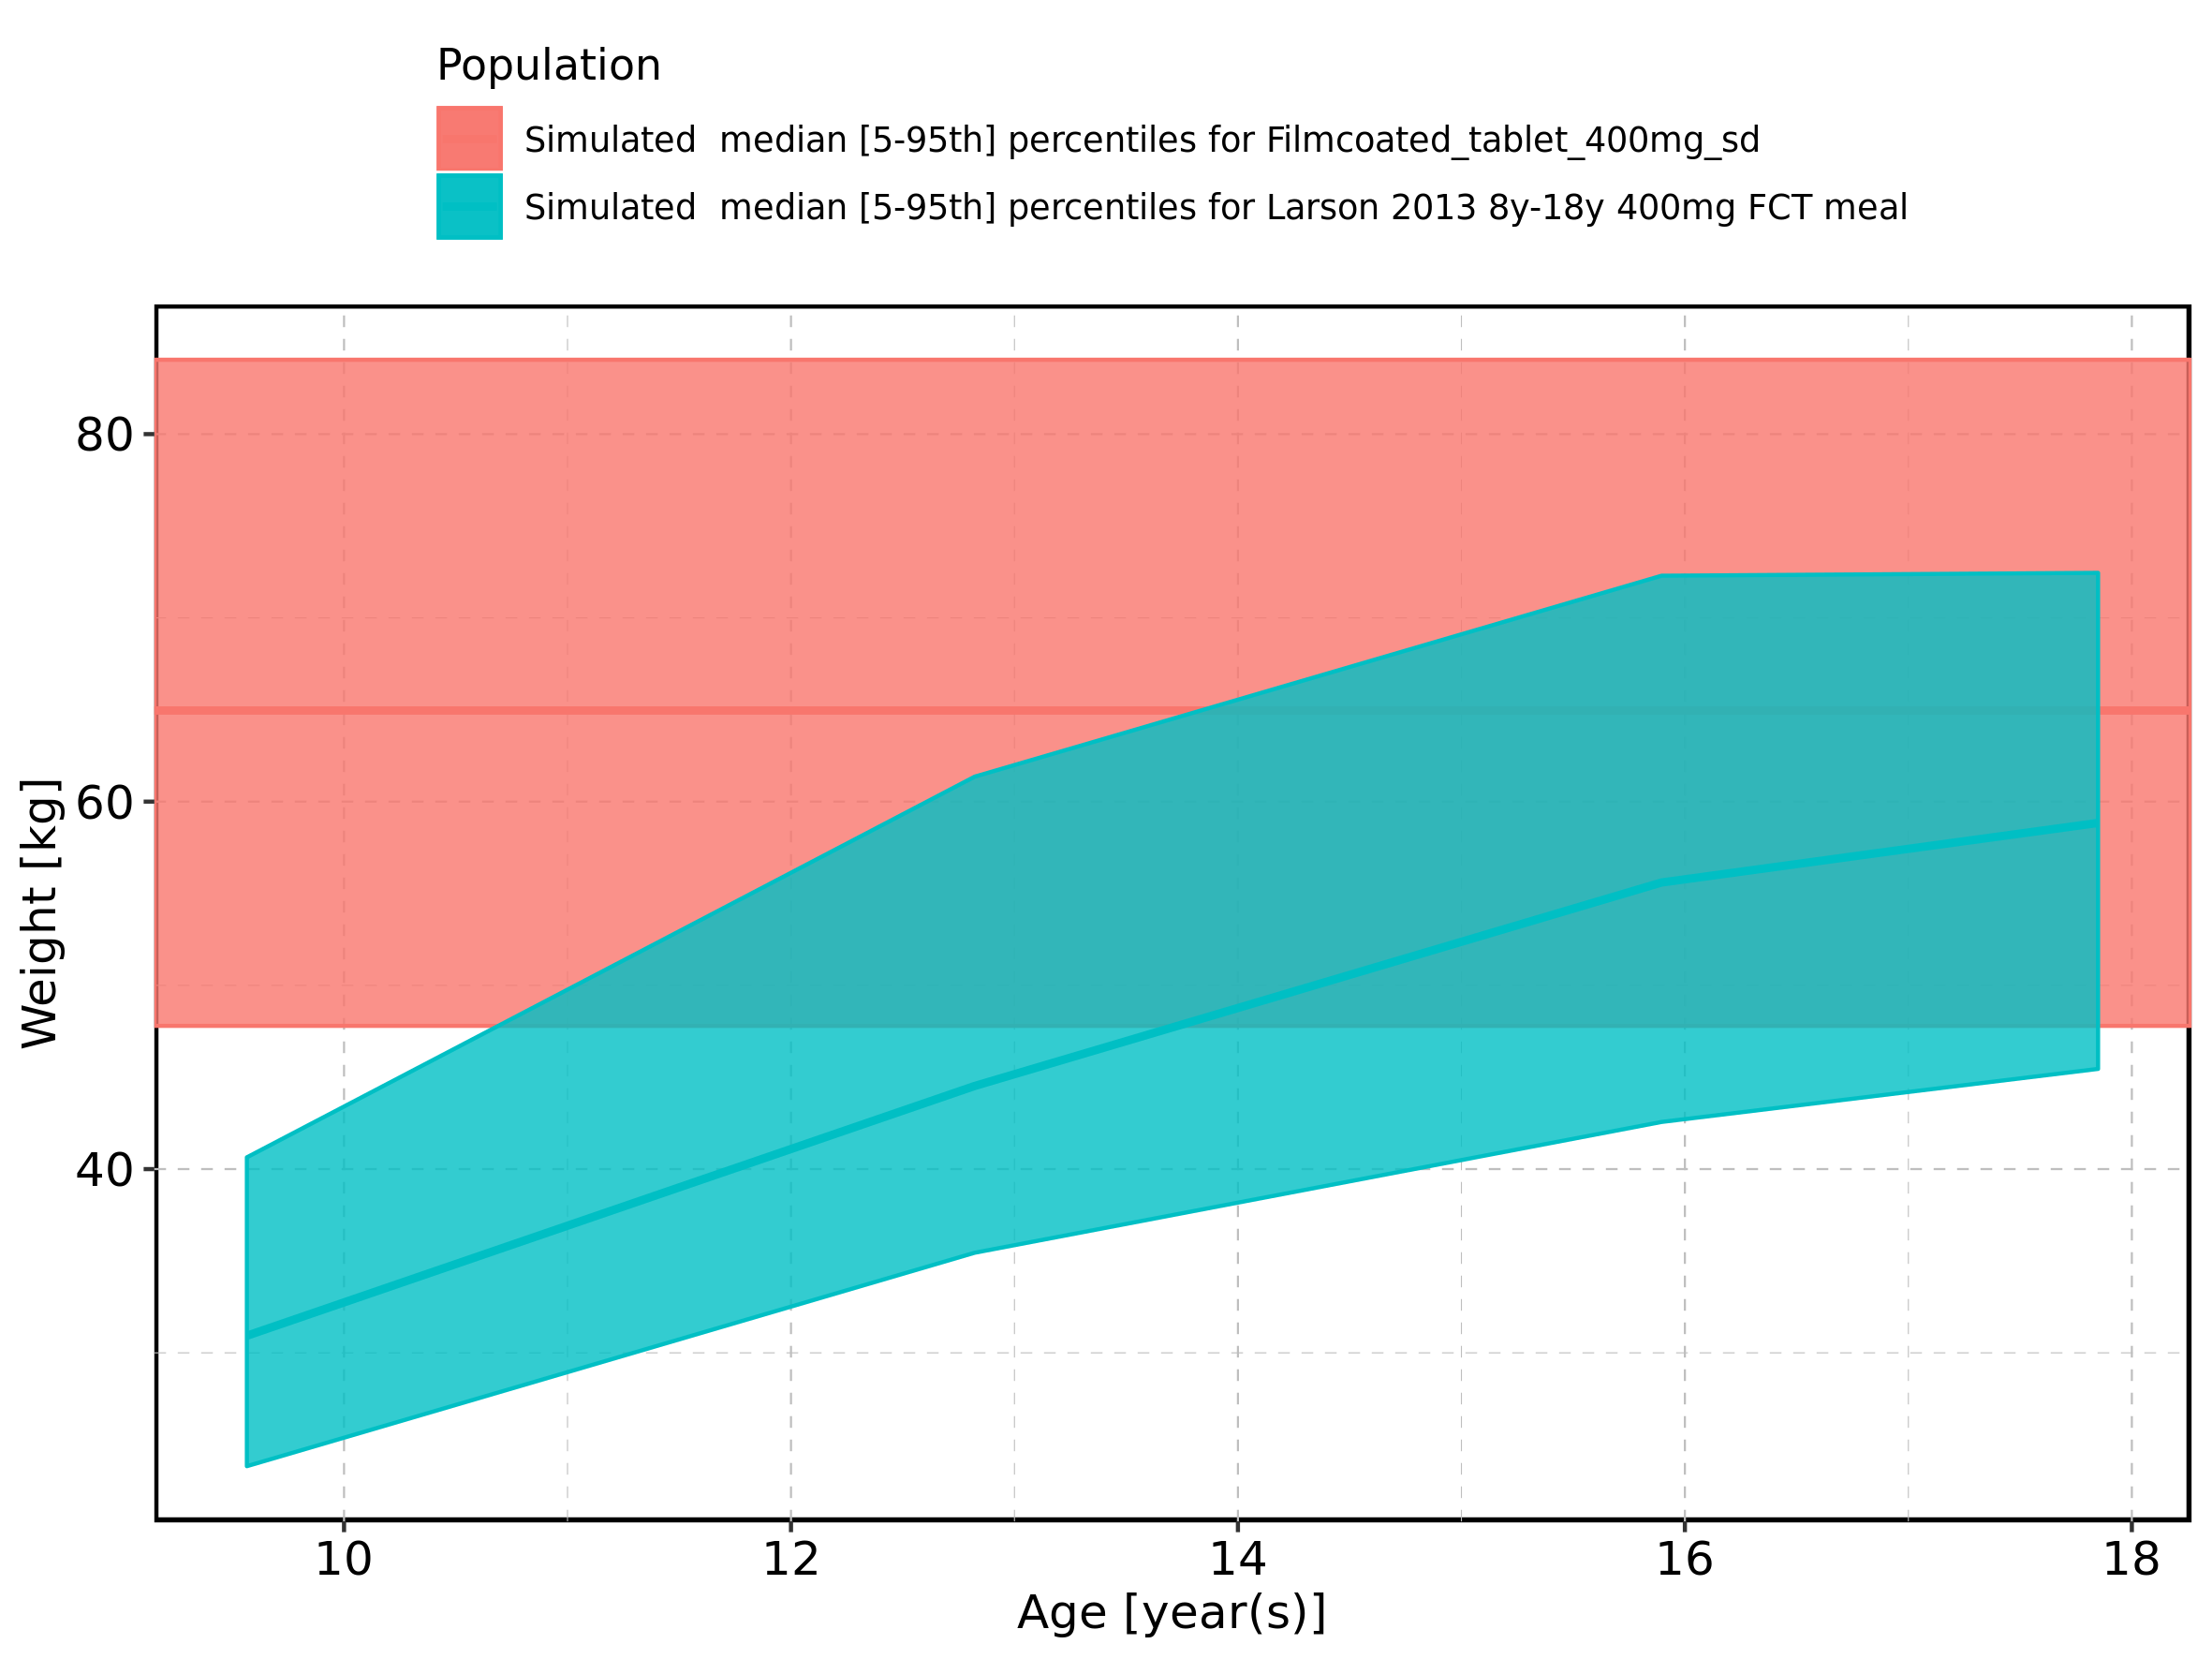 Population
Simulated  median [5-95th] percentiles for Filmcoated_tablet_400mg_sd
Simulated  median [5-95th] percentiles for Larson 2013 8y-18y 400mg FCT meal
80
60
40
Weight [kg]
10 12 14 16 18
Age [year(s)]